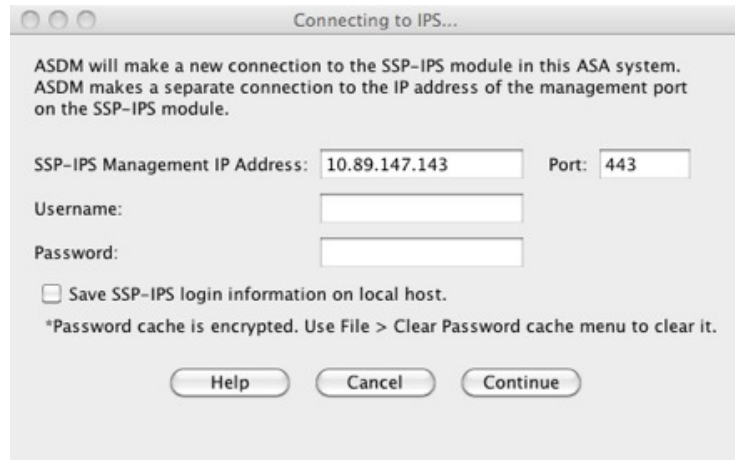 Connecting to IPS...
ASDM will make a new connection to the SSP-IPS module in this ASA system.
ASDM makes a separate connection to the IP address of the management port
on the SSP-IPS module.
SSP-IPS Management IP Address: 10.89.147.143 Port: 443
Username:
Password:
Save SSP-IPS login information on local host.
*Password cache is encrypted. Use File > Clear Password cache menu to clear it.
Help Cancel Continue